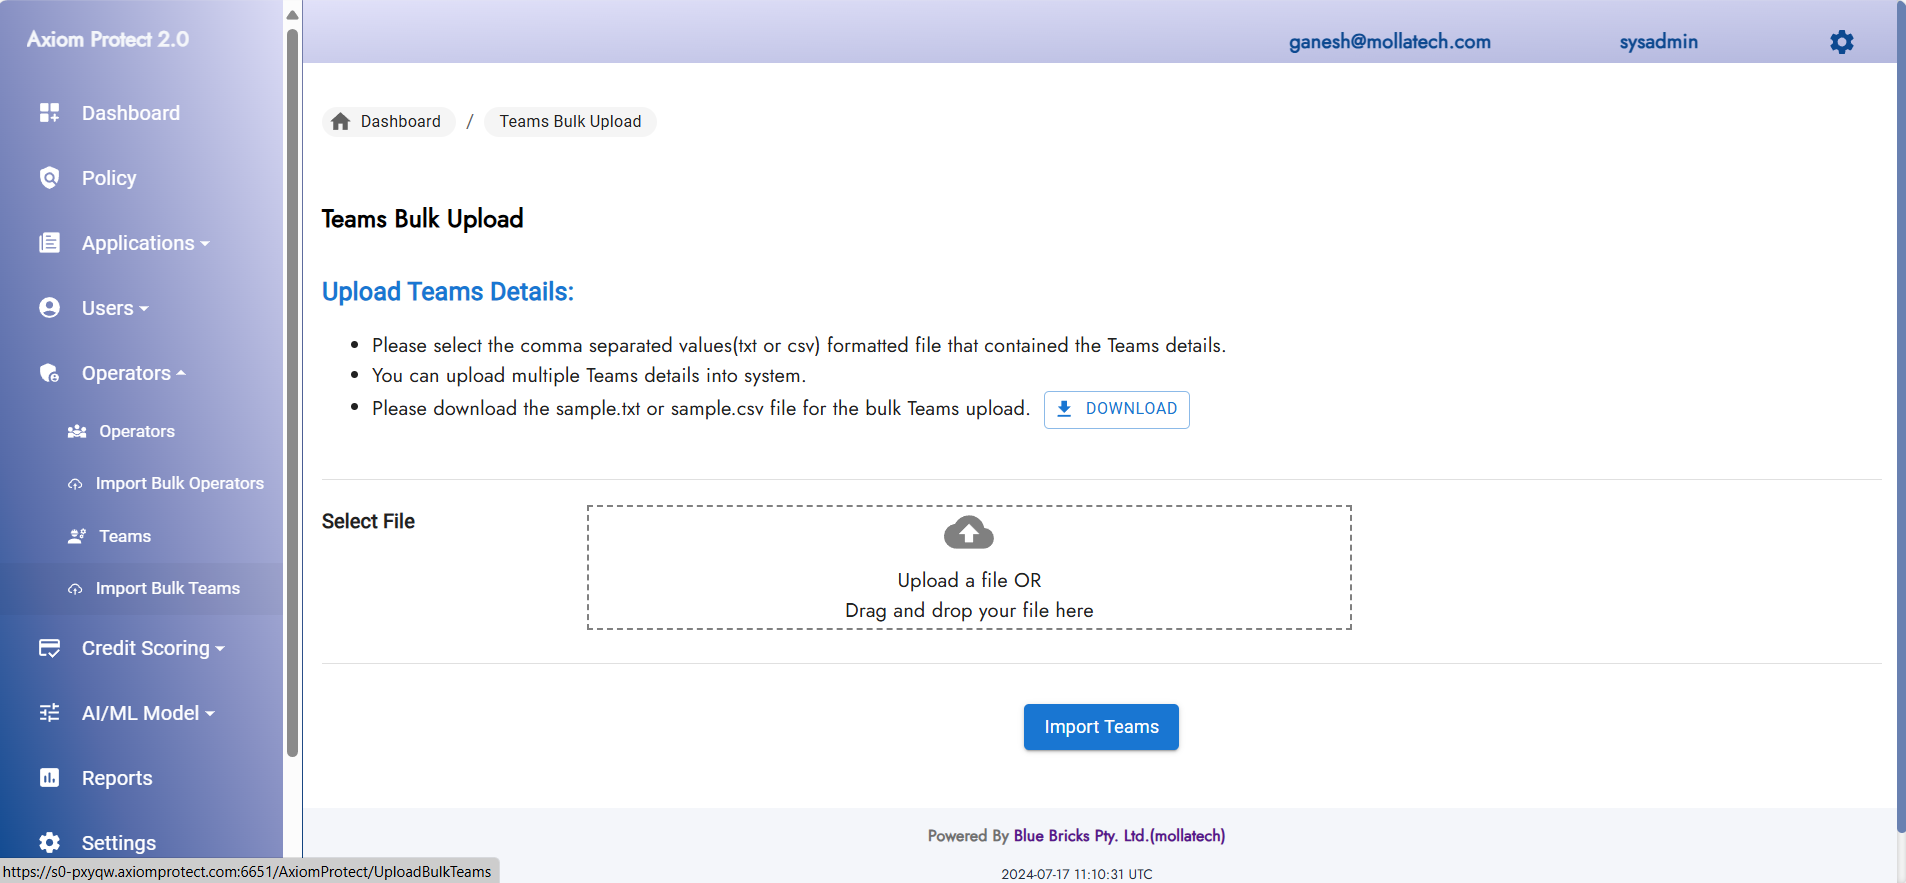 Axiom Protect 2.0
ganesh@mollatech.com
sysadmin
Dashboard
Policy
Applications
Users
Operators
Operators
Import Bulk Operators
Teams
Import Bulk Teams
Credit Scoring
AI/ML Model
Reports
Settings
Dashboard / Teams Bulk Upload
Teams Bulk Upload
Upload Teams Details:
Please select the comma separated values(txt or csv) formatted file that contained the Teams details.
You can upload multiple Teams details into system.
Please download the sample.txt or sample.csv file for the bulk Teams upload. DOWNLOAD
Select File
Upload a file OR
Drag and drop your file here
Import Teams
Powered By Blue Bricks Pty. Ltd.(mollatech)
2024-07-17 11:10:31 UTC
https://s0-pxyqw.axiomprotect.com:6651/AxiomProtect/UploadBulkTeams